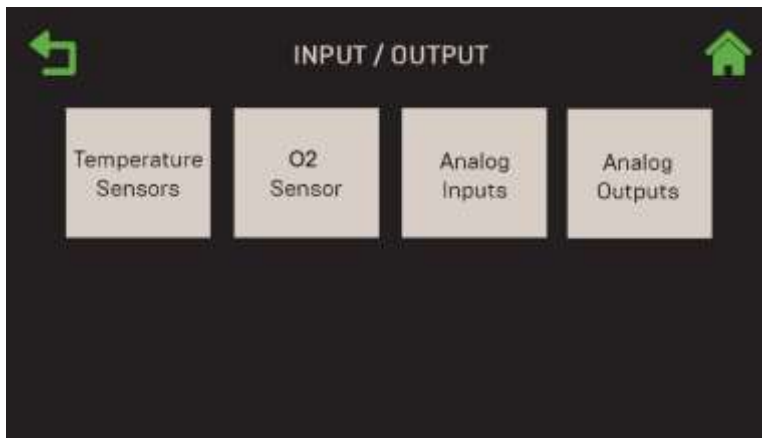 INPUT / OUTPUT
Temperature
Sensors
O2
Sensor
Analog
Inputs
Analog
Outputs